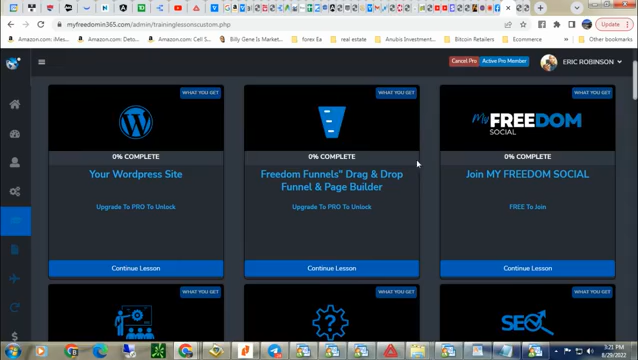 myfreedomin365.com/admin/traininglessonscustom.php
Update
Amazon.com: iMes...
Amazon.com: Deto...
Amazon.com: Cell S...
Billy Gene Is Market...
forex Ea
real estate
Anubis Investment...
Bitcoin Retailers
Ecommerce
Other bookmarks
Cancel Pro
Active Pro Member
ERIC ROBINSON
WHAT YOU GET
WHAT YOU GET
WHAT YOU GET
My FREEDOM
SOCIAL
0% COMPLETE
0% COMPLETE
0% COMPLETE
Your Wordpress Site
Freedom Funnels" Drag & Drop
Funnel & Page Builder
Join MY FREEDOM SOCIAL
Upgrade To PRO To Unlock
Upgrade To PRO To Unlock
FREE To Join
Continue Lesson
Continue Lesson
Continue Lesson
WHAT YOU GET
WHAT YOU GET
WHAT YOU GET
SEO
3:21 PM
8/29/2022